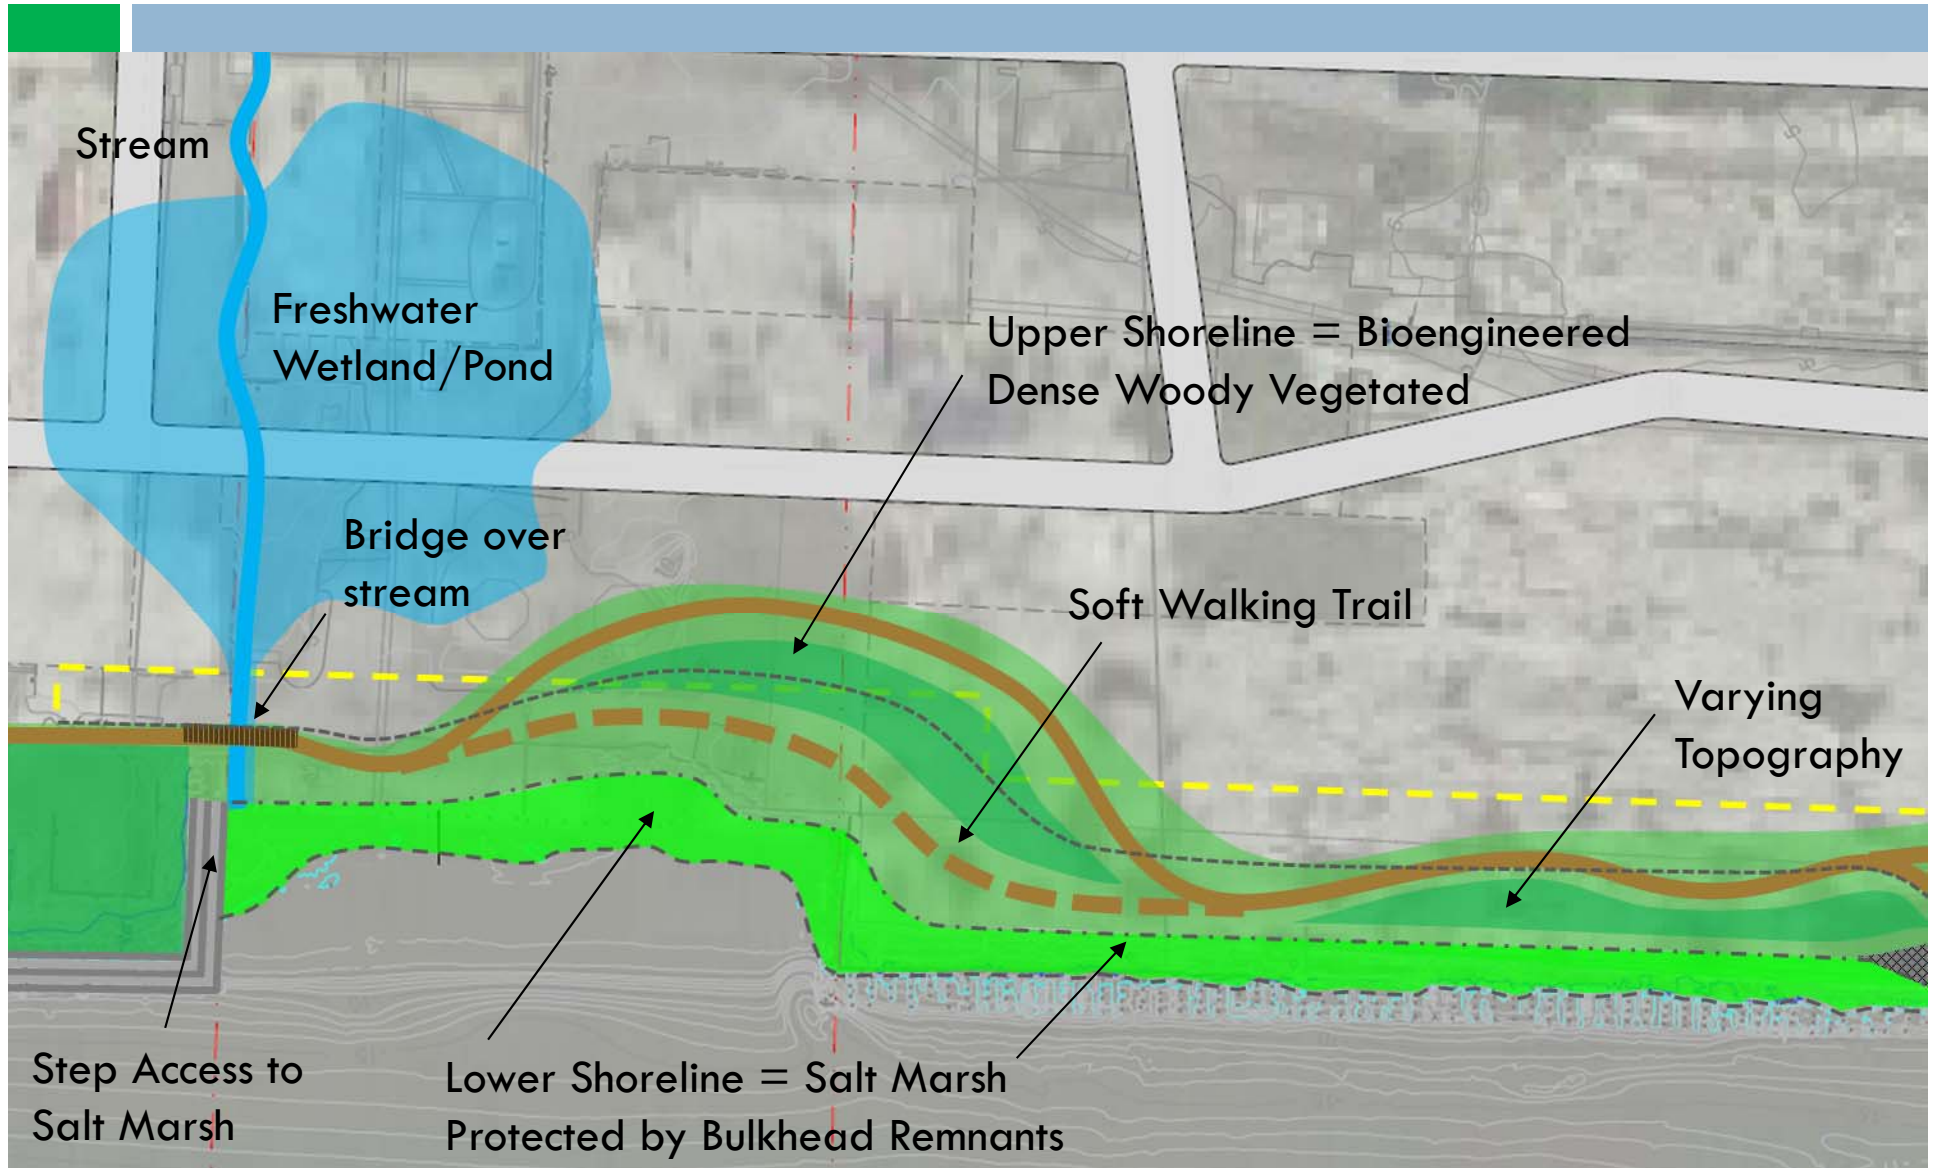 Stream
Freshwater
Wetland/Pond
Upper Shoreline = Bioengineered
Dense Woody Vegetated
Bridge over
stream
Soft Walking Trail
Varying
Topography
Step Access to
Salt Marsh
Lower Shoreline = Salt Marsh
Protected by Bulkhead Remnants